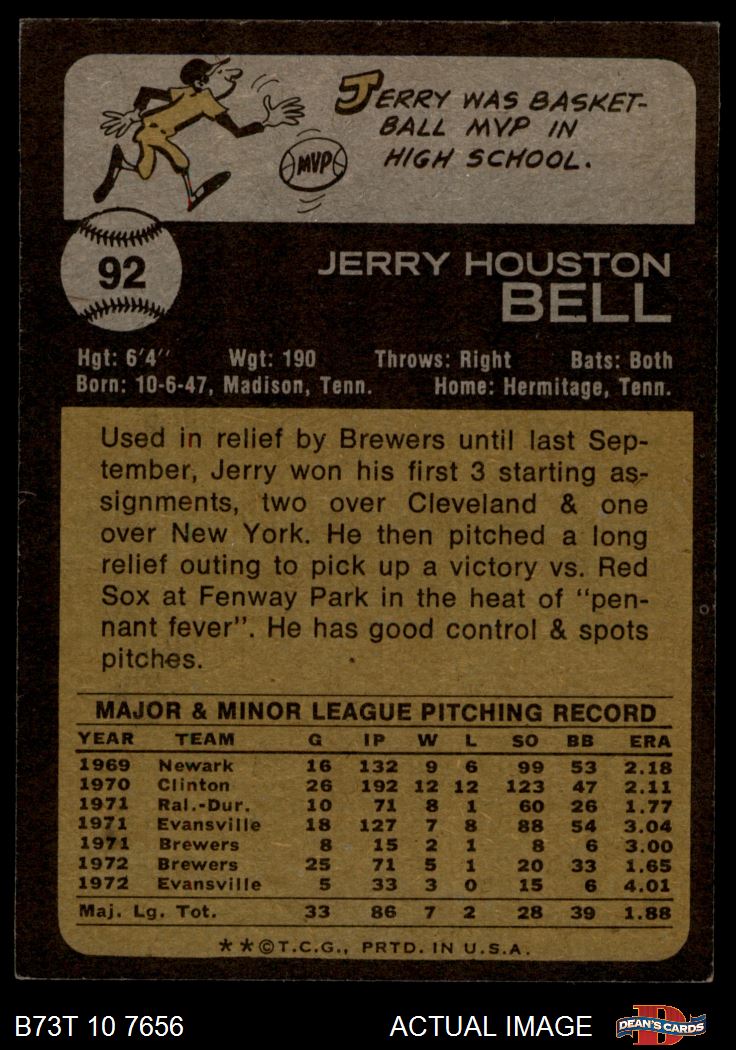 JERRY WAS BASKET-
BALL MVP IN
HIGH SCHOOL.
MVP
92
JERRY HOUSTON
BELL
Hgt: 6'4" Wgt: 190 Throws: Right Bats: Both
Born: 10-6-47, Madison, Tenn. Home: Hermitage, Tenn.
Used in relief by Brewers until last Sep-
tember, Jerry won his first 3 starting as-
signments, two over Cleveland & one
over New York. He then pitched a long
relief outing to pick up a victory vs. Red
Sox at Fenway Park in the heat of "pen-
nant fever". He has good control & spots
pitches.
MAJOR & MINOR LEAGUE PITCHING RECORD
YEAR TEAM G IP W L SO BB ERA
1969 Newark 16 132 9 6 99 53 2.18
1970 Clinton 26 192 12 12 123 47 2.11
1971 Ral.-Dur. 10 71 8 1 60 26 1.77
1971 Evansville 18 127 7 8 88 54 3.04
1971 Brewers 8 15 2 1 8 6 3.00
1972 Brewers 25 71 5 1 20 33 1.65
1972 Evansville 5 33 3 0 15 6 4.01
Maj. Lg. Tot. 33 86 7 2 28 39 1.88
**©T.C.G., PRTD. IN U.S.A.
B73T 10 7656 ACTUAL IMAGE D DEAN'S CARDS